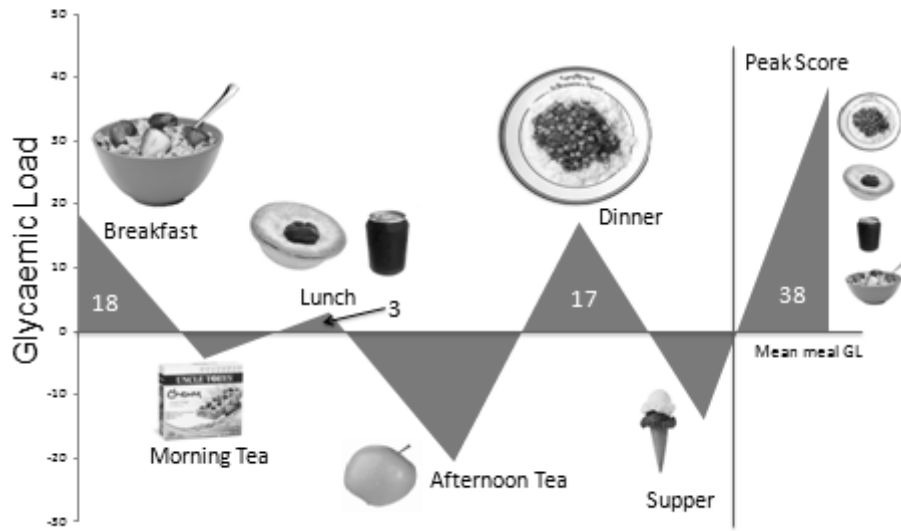 50
40
30
20
10
0
-10
-20
-30
Glycaemic Load
Breakfast
18
Morning Tea
UNCLE TOBYS
Chewy
Lunch
3
Afternoon Tea
Dinner
17
Supper
Peak Score
38
Mean meal GL